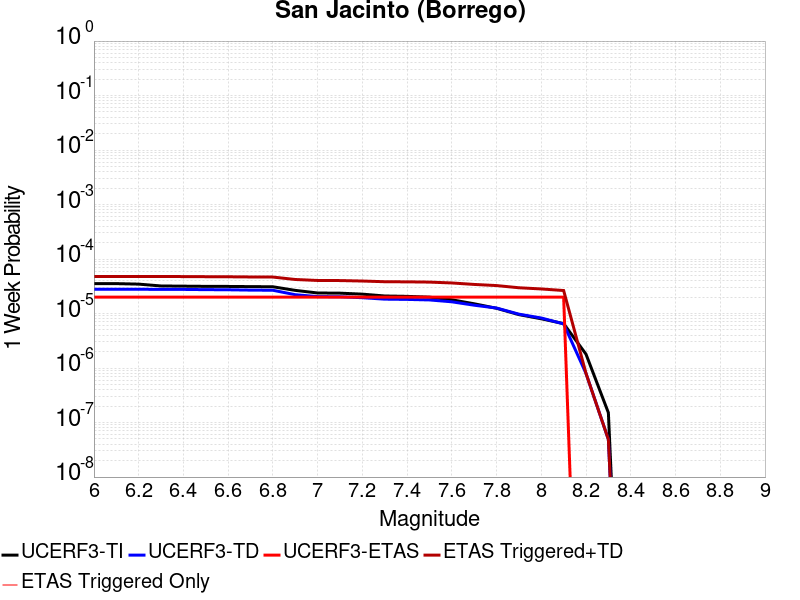 San Jacinto (Borrego)
10^0
10^-1
10^-2
10^-3
10^-4
10^-5
10^-6
10^-7
10^-8
1 Week Probability
6 6.2 6.4 6.6 6.8 7 7.2 7.4 7.6 7.8 8 8.2 8.4 8.6 8.8 9
Magnitude
UCERF3-TI UCERF3-TD UCERF3-ETAS ETAS Triggered+TD
ETAS Triggered Only